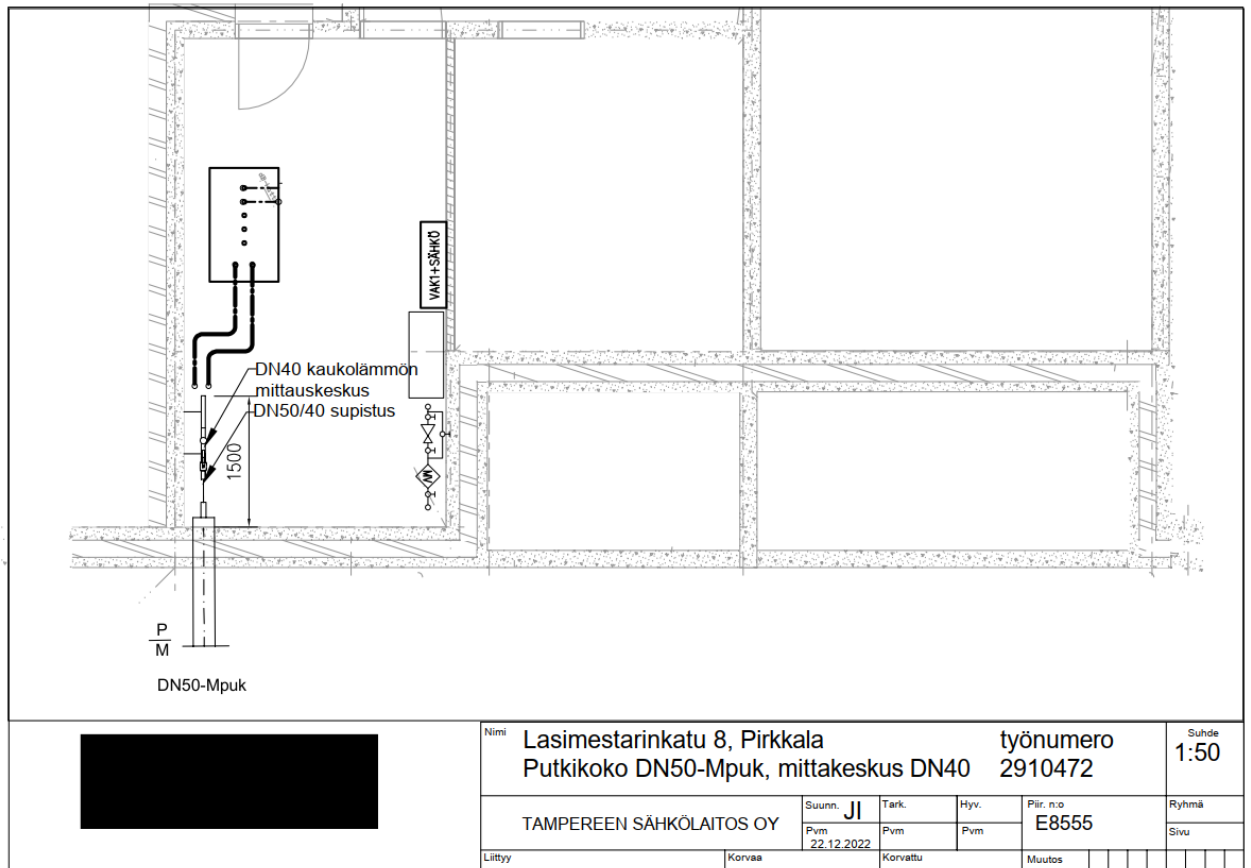 VAK1+SÄHKÖ
DN40 kaukolämmön
mittauskeskus
DN50/40 supistus
1500
P
M
DN50-Mpuk
Nimi
Lasimestarinkatu 8, Pirkkala
työnumero
Putkikoko DN50-Mpuk, mittakeskus DN40
2910472
Suhde
1:50
TAMPEREEN SÄHKÖLAITOS OY
Suunn. JI
Tark.
Hyv.
Piir. n:o
E8555
Ryhmä
Pvm
22.12.2022
Pvm
Pvm
Sivu
Liittyy
Korvaa
Korvattu
Muutos